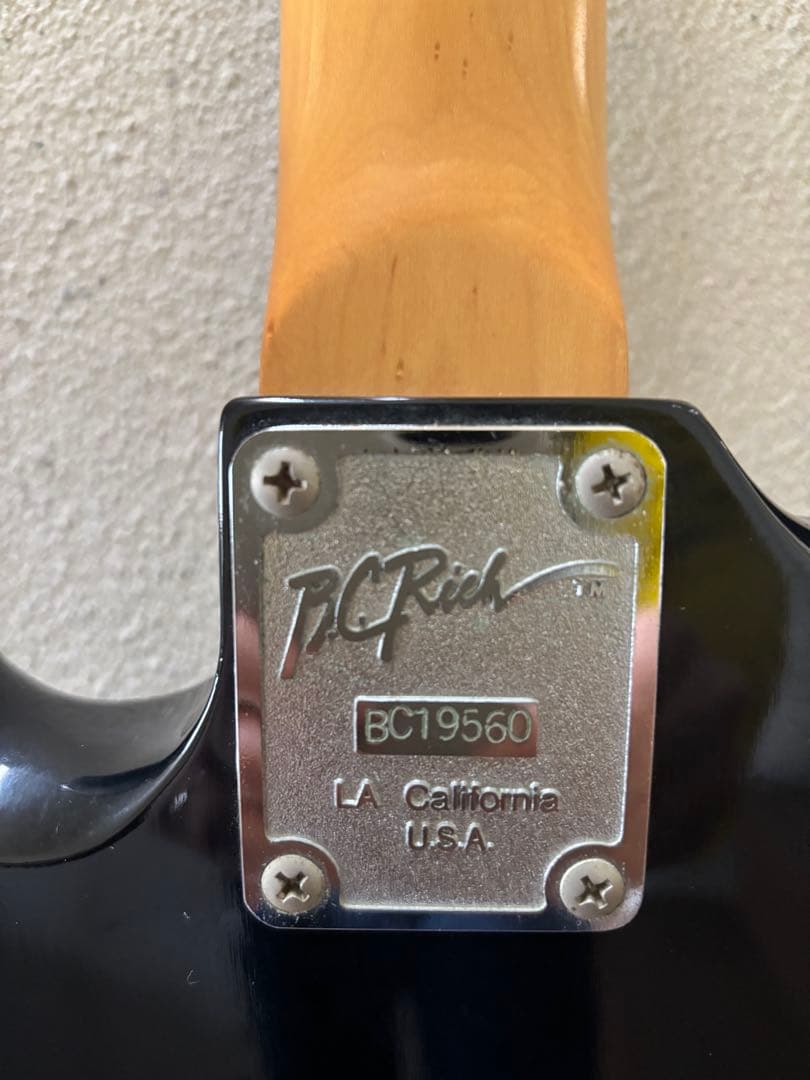 B.C.Rich TM
BC19560
LA California
U.S.A.